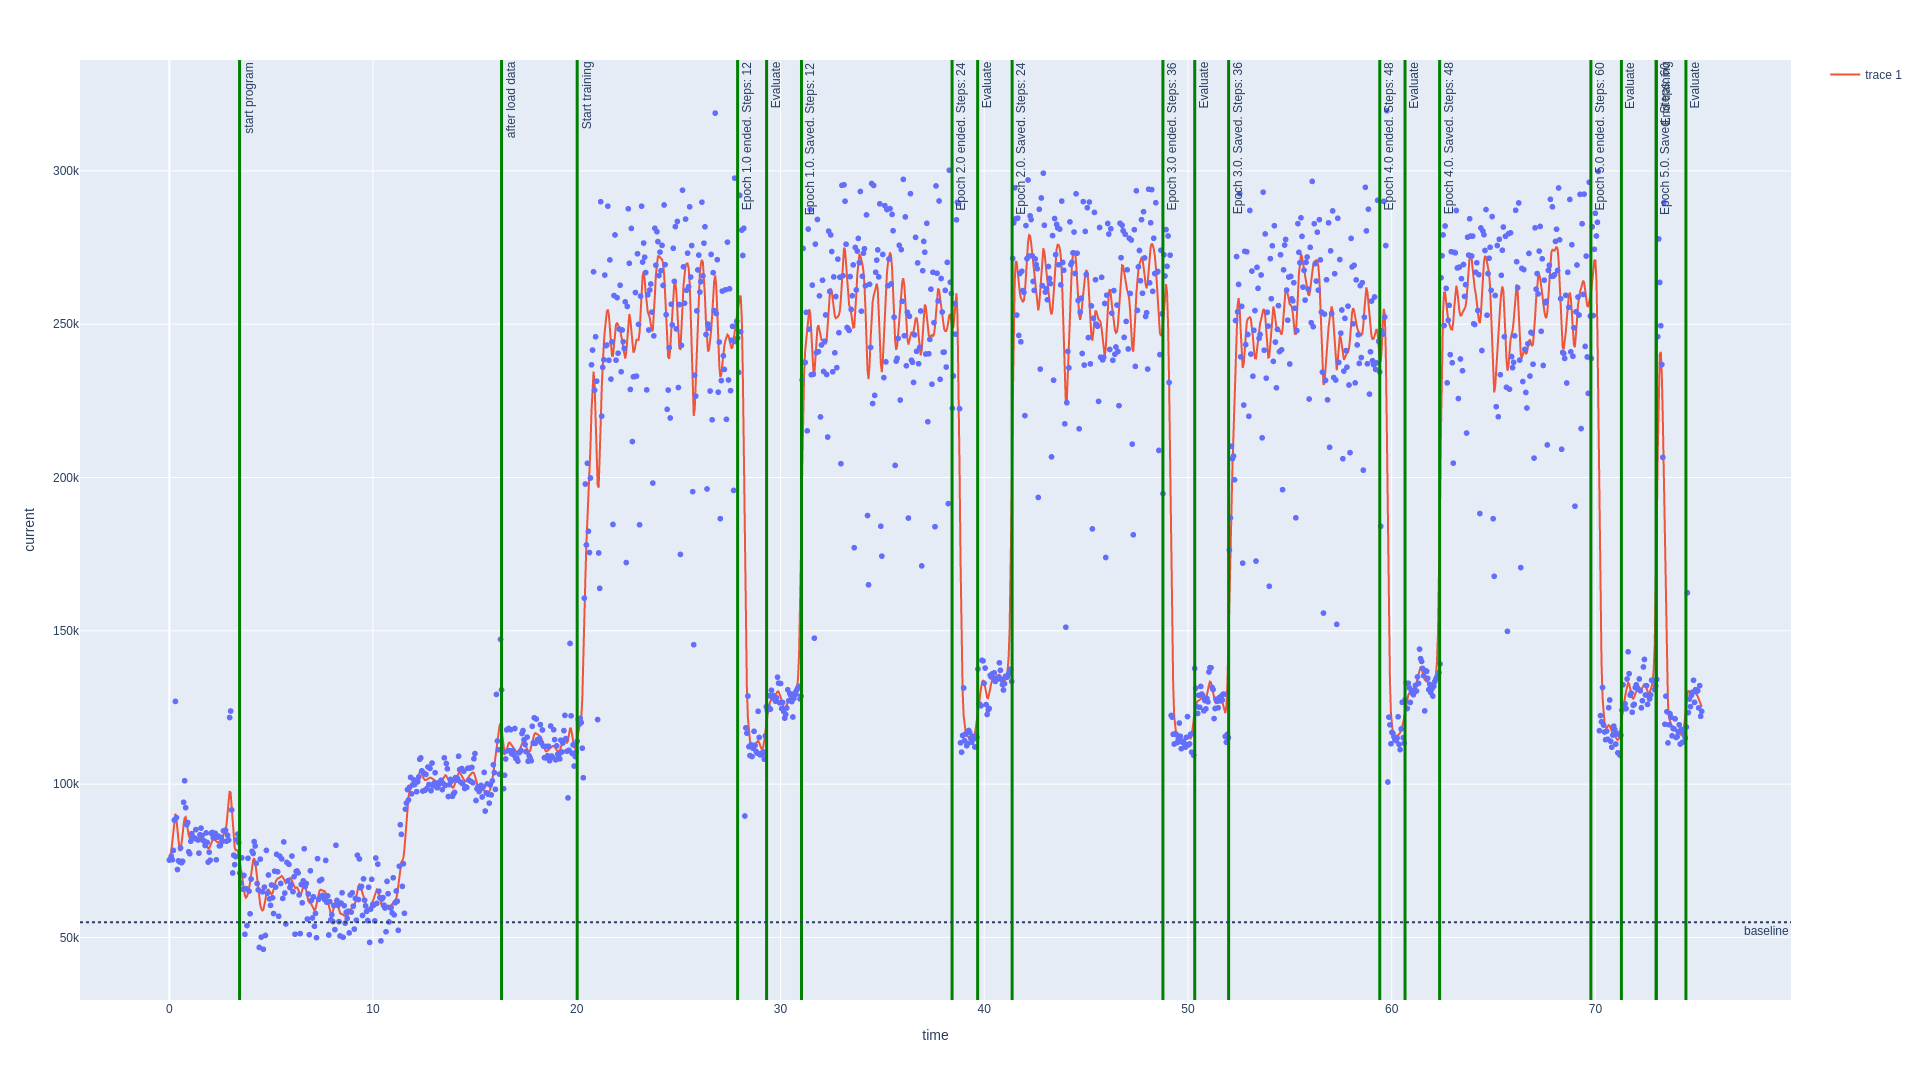 start program
after load data
Start training
Epoch 1.0 ended. Steps: 12
Evaluate
Epoch 1.0. Saved. Steps: 12
Epoch 2.0 ended. Steps: 24
Evaluate
Epoch 2.0. Saved. Steps: 24
Epoch 3.0 ended. Steps: 36
Evaluate
Epoch 3.0. Saved. Steps: 36
Epoch 4.0 ended. Steps: 48
Evaluate
Epoch 4.0. Saved. Steps: 48
Epoch 5.0 ended. Steps: 60
Evaluate
Epoch 5.0. Saved.
Evaluate
trace 1
300k
250k
200k
150k
100k
50k
current
baseline
0
10
20
30
40
50
60
70
time